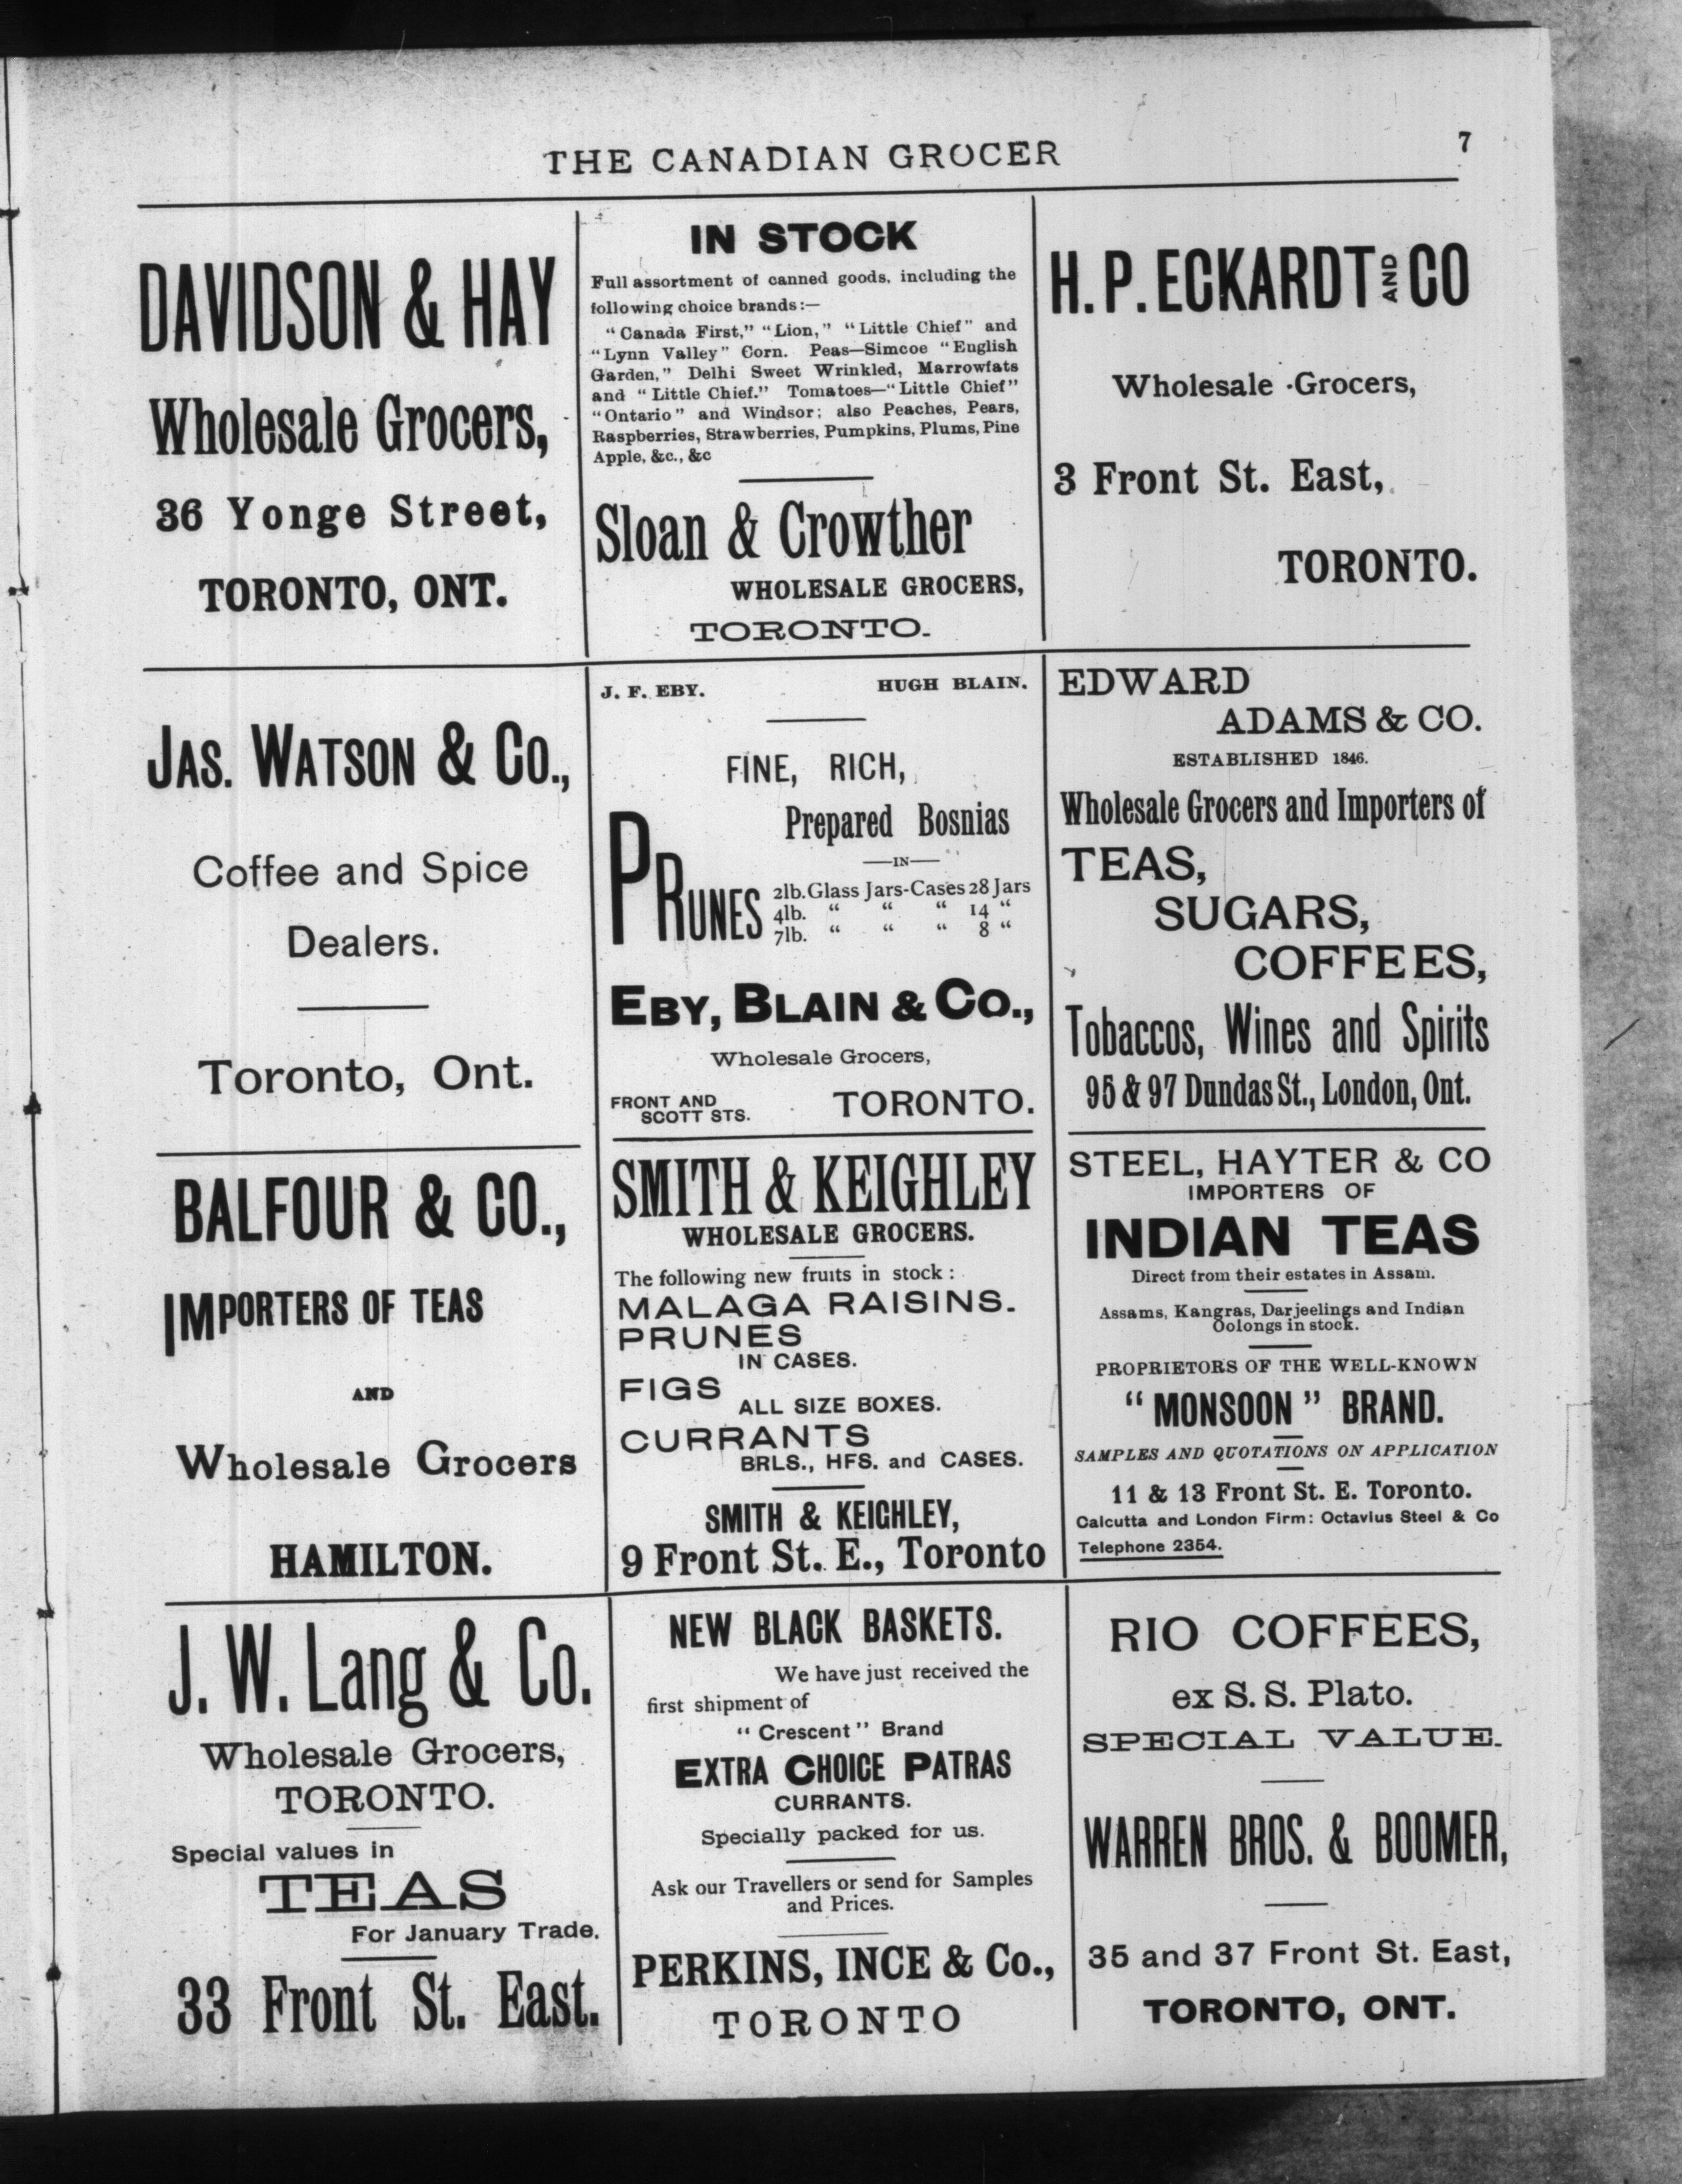 THE CANADIAN GROCER
7
DAVIDSON & HAY
Wholesale Grocers,
36 Yonge Street,
TORONTO, ONT.
IN STOCK
Full assortment of canned goods, including the
following choice brands:—
"Canada First," "Lion," "Little Chief" and
"Lynn Valley" Corn. Peas—Simcoe "English
Garden," Delhi Sweet Wrinkled, Marrowfats
and "Little Chief." Tomatoes—"Little Chief"
"Ontario" and Windsor; also Peaches, Pears,
Raspberries, Strawberries, Pumpkins, Plums, Pine
Apple, &c., &c
Sloan & Crowther
WHOLESALE GROCERS,
TORONTO.
H. P. ECKARDT AND CO
Wholesale Grocers,
3 Front St. East,
TORONTO.
JAS. WATSON & CO.,
Coffee and Spice
Dealers.
Toronto, Ont.
J. F. EBY. HUGH BLAIN.
FINE, RICH,
Prepared Bosnias
—IN—
PRUNES
2lb. Glass Jars-Cases 28 Jars
4lb. " " " 14 "
7lb. " " " 8 "
EBY, BLAIN & CO.,
Wholesale Grocers,
FRONT AND
SCOTT STS. TORONTO.
EDWARD
ADAMS & CO.
ESTABLISHED 1846.
Wholesale Grocers and Importers of
TEAS,
SUGARS,
COFFEES,
Tobaccos, Wines and Spirits
95 & 97 Dundas St., London, Ont.
BALFOUR & CO.,
IMPORTERS OF TEAS
AND
Wholesale Grocers
HAMILTON.
SMITH & KEIGHLEY
WHOLESALE GROCERS.
The following new fruits in stock:
MALAGA RAISINS.
PRUNES
IN CASES.
FIGS
ALL SIZE BOXES.
CURRANTS
BRLS., HFS. and CASES.
SMITH & KEIGHLEY,
9 Front St. E., Toronto
STEEL, HAYTER & CO
IMPORTERS OF
INDIAN TEAS
Direct from their estates in Assam.
Assams, Kangras, Darjeelings and Indian
Oolongs in stock.
PROPRIETORS OF THE WELL-KNOWN
"MONSOON" BRAND.
SAMPLES AND QUOTATIONS ON APPLICATION
11 & 13 Front St. E. Toronto.
Calcutta and London Firm: Octavius Steel & Co
Telephone 2354.
J. W. Lang & Co.
Wholesale Grocers,
TORONTO.
Special values in
TEAS
For January Trade.
33 Front St. East.
NEW BLACK BASKETS.
We have just received the
first shipment of
"Crescent" Brand
EXTRA CHOICE PATRAS
CURRANTS.
Specially packed for us.
Ask our Travellers or send for Samples
and Prices.
PERKINS, INCE & Co.,
TORONTO
RIO COFFEES,
ex S. S. Plato.
SPECIAL VALUE.
WARREN BROS. & BOOMER,
35 and 37 Front St. East,
TORONTO, ONT.